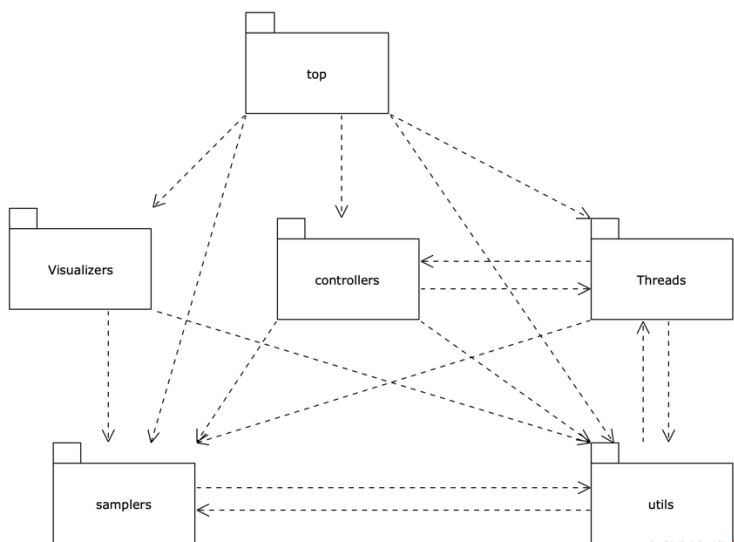 top
Visualizers
controllers
Threads
samplers
utils